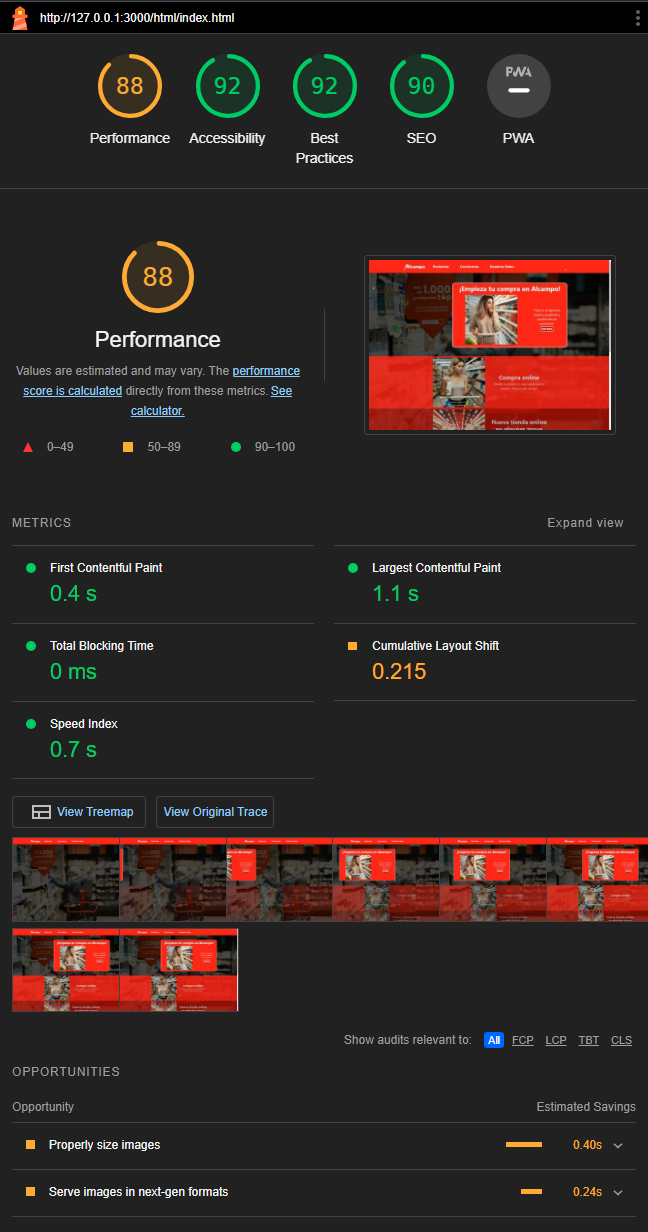 http://127.0.0.1:3000/html/index.html
88
92
92
90
PWA
Performance
Accessibility
Best
Practices
SEO
PWA
88
Performance
Values are estimated and may vary. The performance
score is calculated directly from these metrics. See
calculator.
0–49
50–89
90–100
Alcampo
Productos
Nuestros Clubs
¡Empieza tu compra en Alcampo!
Compra online
Nueva tienda online
METRICS
Expand view
First Contentful Paint
0.4 s
Largest Contentful Paint
1.1 s
Total Blocking Time
0 ms
Cumulative Layout Shift
0.215
Speed Index
0.7 s
View Treemap
View Original Trace
Show audits relevant to:
All
FCP
LCP
TBT
CLS
OPPORTUNITIES
Opportunity
Estimated Savings
Properly size images
0.40s
Serve images in next-gen formats
0.24s